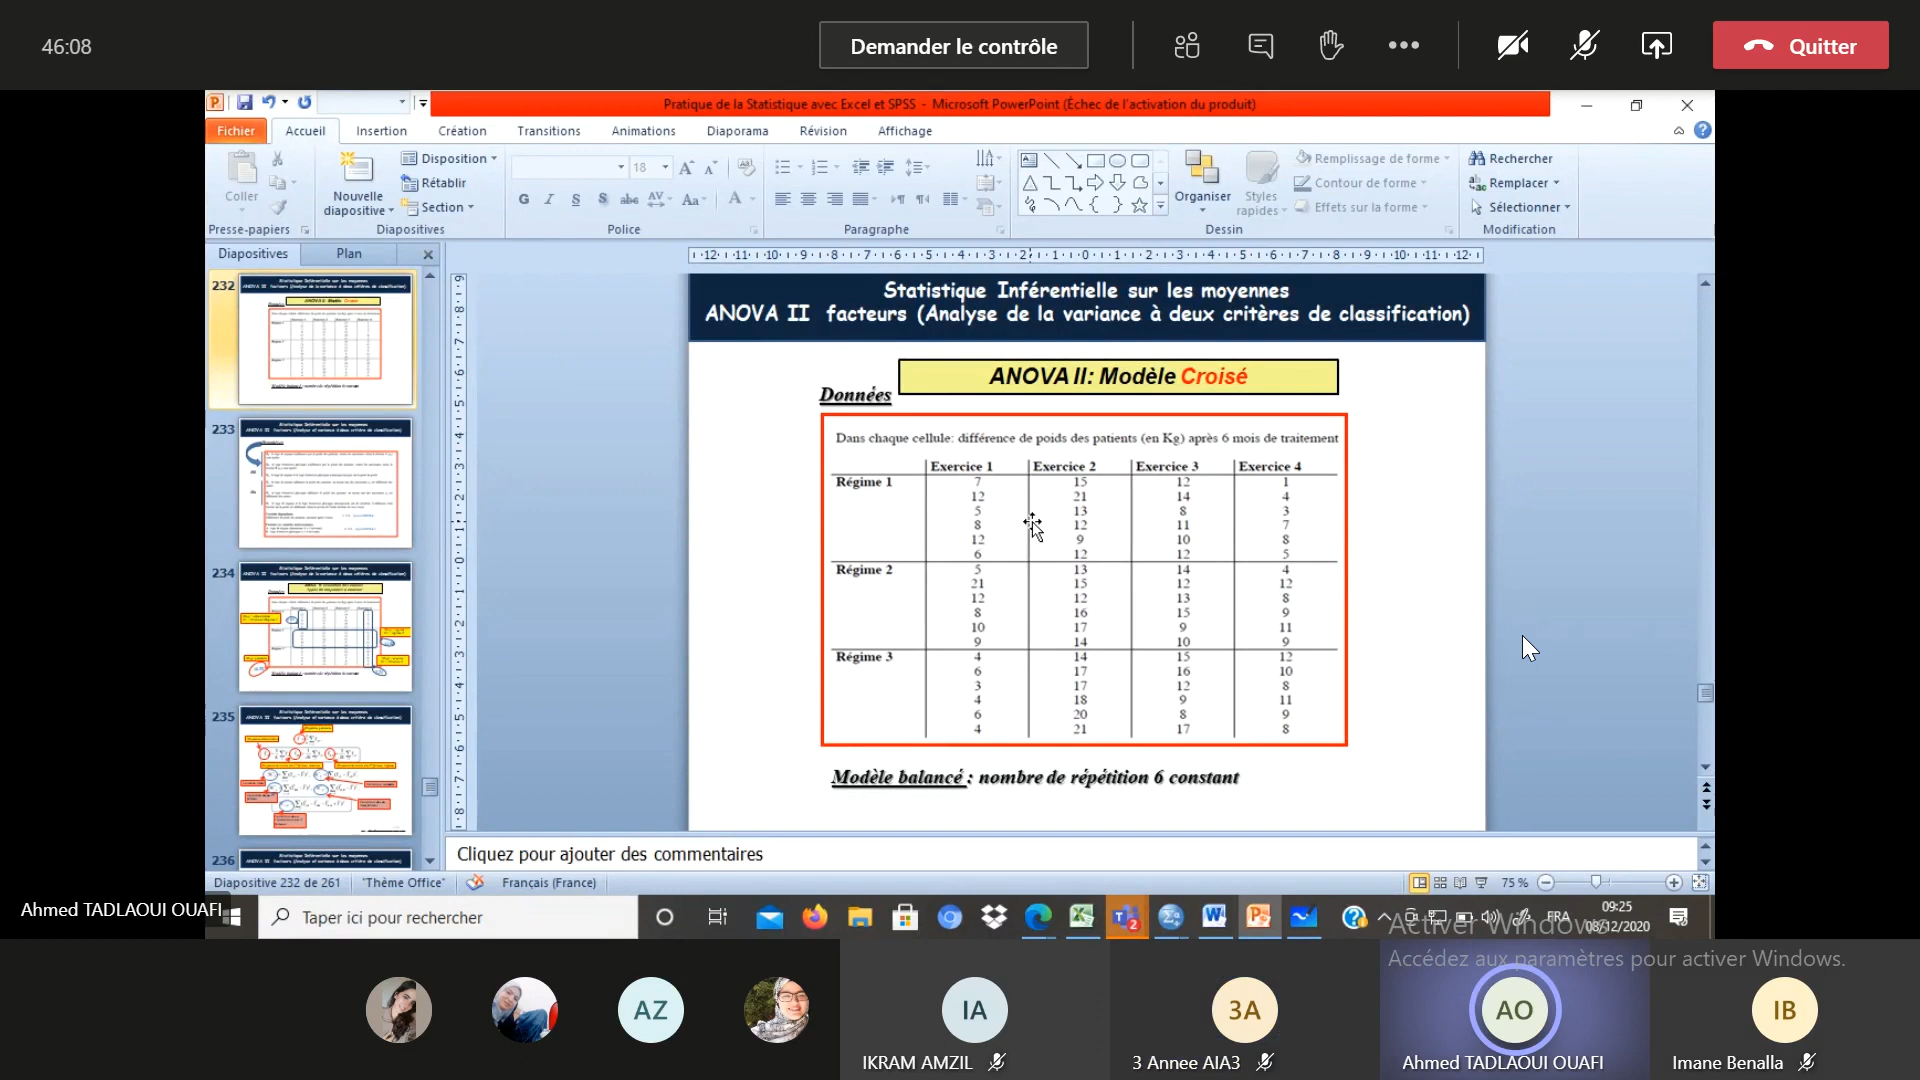 46:08
Demander le contrôle
Quitter
Pratique de la Statistique avec Excel et SPSS - Microsoft PowerPoint (Échec de l'activation du produit)
Fichier Accueil Insertion Création Transitions Animations Diaporama Révision Affichage
Coller
Presse-papiers
Nouvelle diapositive
Disposition
Rétablir
Section
Diapositives
18
Police
Paragraphe
Organiser
Styles rapides
Remplissage de forme
Contour de forme
Effets sur la forme
Dessin
Rechercher
Remplacer
Sélectionner
Modification
Diapositives Plan
232
233
234
235
236
Statistique Inférentielle sur les moyennes
ANOVA II facteurs (Analyse de la variance à deux critères de classification)
ANOVA II: Modèle Croisé
Données
Dans chaque cellule: différence de poids des patients (en Kg) après 6 mois de traitement
Exercice 1 Exercice 2 Exercice 3 Exercice 4
Régime 1 7 15 12 1
12 21 14 4
5 13 8 3
8 12 11 7
12 9 10 8
6 12 12 5
Régime 2 5 13 14 4
21 15 12 12
12 12 13 8
8 16 15 9
10 17 9 11
9 14 10 9
Régime 3 4 14 15 12
6 17 16 10
3 17 12 8
4 18 9 11
6 20 8 9
4 21 17 8
Modèle balancé : nombre de répétition 6 constant
Cliquez pour ajouter des commentaires
Diapositive 232 de 261 "Thème Office" Français (France)
75 %
Ahmed TADLAOUI OUAFI
Taper ici pour rechercher
FRA
09:25
08/12/2020
Activer Windows
Accédez aux paramètres pour activer Windows.
AZ
IA
3A
AO
IB
IKRAM AMZIL
3 Annee AIA3
Ahmed TADLAOUI OUAFI
Imane Benalla